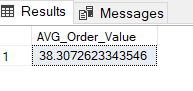 Results Messages
AVG_Order_Value
1 38.3072623343546